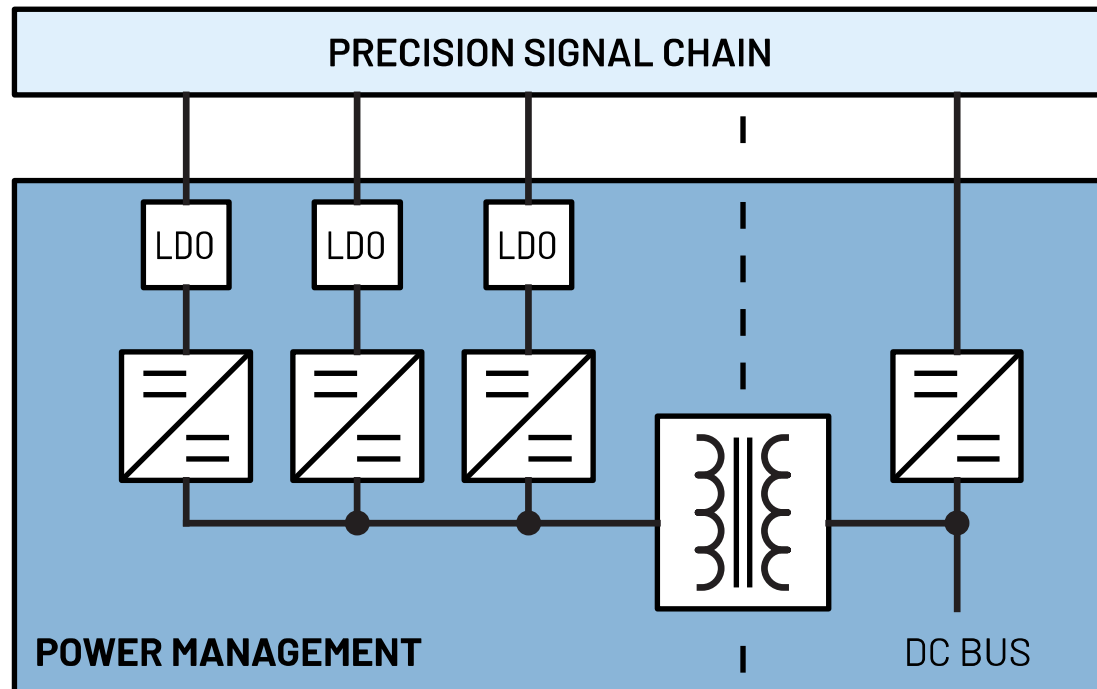 PRECISION SIGNAL CHAIN
LDO
LDO
LDO
POWER MANAGEMENT
DC BUS